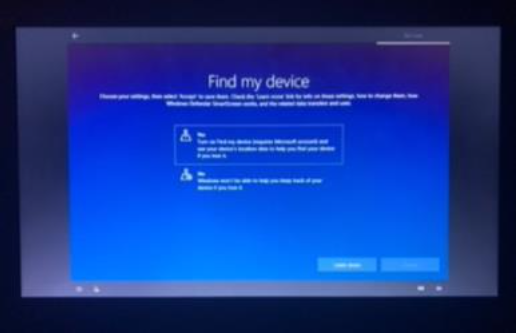 Find my device
Choose your settings, then select 'Accept' to save them. Check the 'Learn more' link for info on these settings, how to change them, how
Windows Defender SmartScreen works, and the related data transfers and uses.
Yes
Turn on Find my device (requires Microsoft account) and
use your device's location data to help you find your device
if you lose it.
No
Windows won't be able to help you keep track of your
device if you lose it.
Learn more